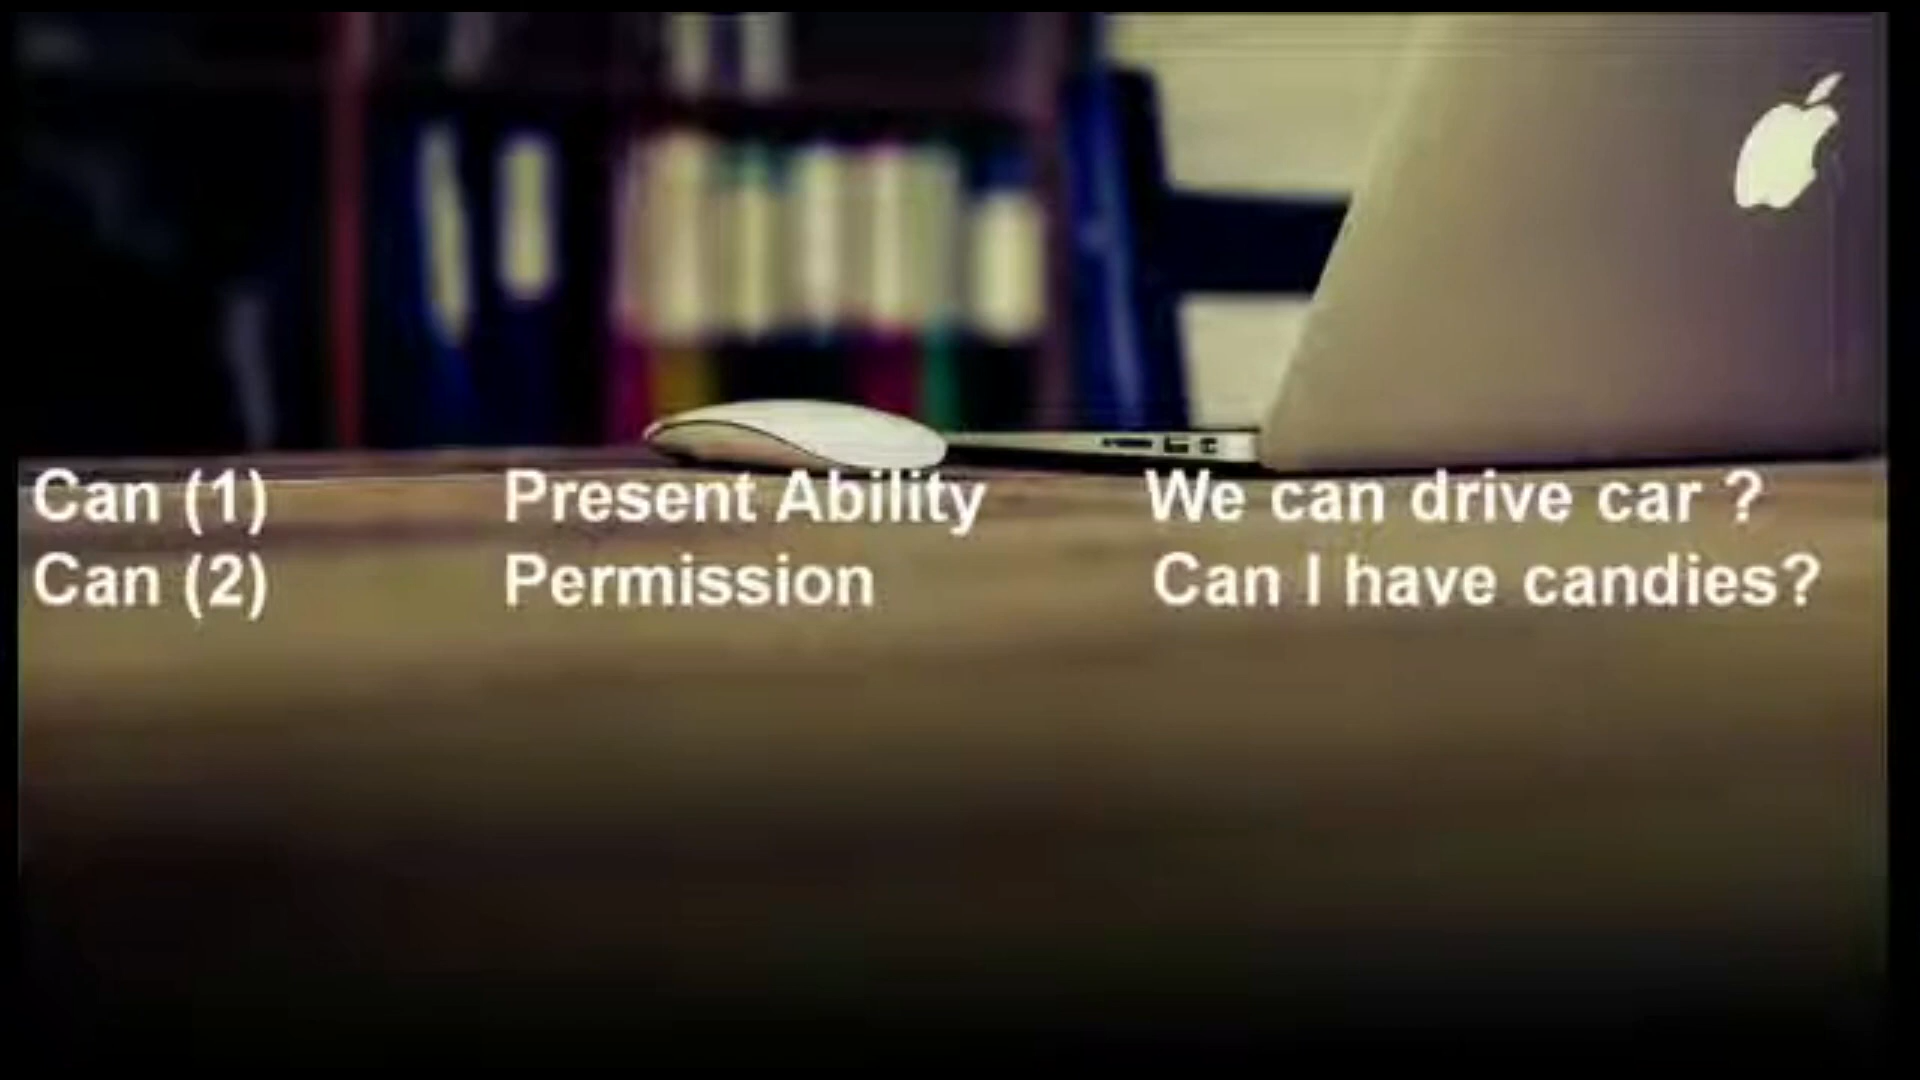 Can (1) Present Ability We can drive car ?
Can (2) Permission Can I have candies?